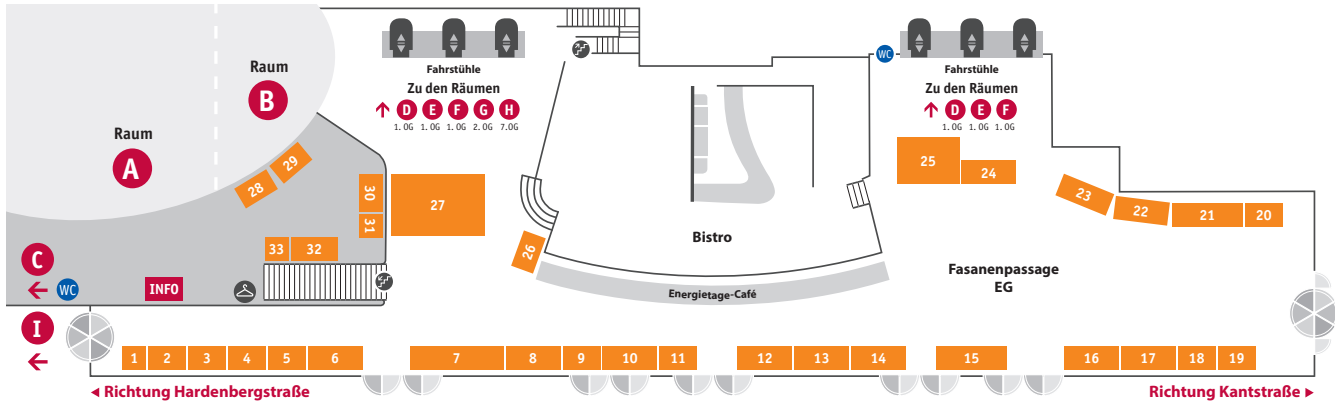 Raum
A
Raum
B
Fahrstühle
Zu den Räumen
D E F G H
1. OG 1. OG 1. OG 2. OG 7.OG
WC
Fahrstühle
Zu den Räumen
D E F
1. OG 1. OG 1. OG
28
29
30
31
27
25
24
23
22
21
20
33
32
26
Bistro
Energietage-Café
Fasanenpassage
EG
C
WC
INFO
I
1 2 3 4 5 6 7 8 9 10 11 12 13 14 15 16 17 18 19
Richtung Hardenbergstraße
Richtung Kantstraße